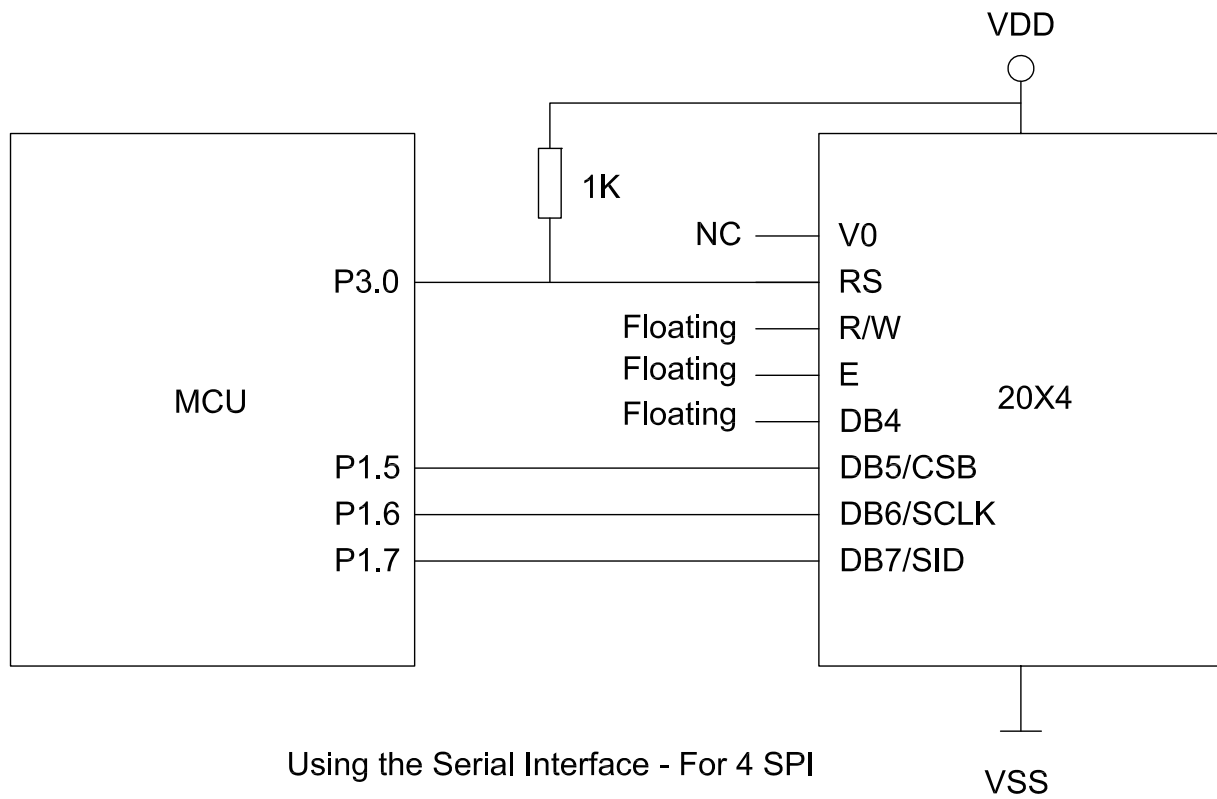 VDD
1K
NC
V0
P3.0
RS
Floating
R/W
Floating
E
MCU
20X4
Floating
DB4
P1.5
DB5/CSB
P1.6
DB6/SCLK
P1.7
DB7/SID
Using the Serial Interface - For 4 SPI
VSS